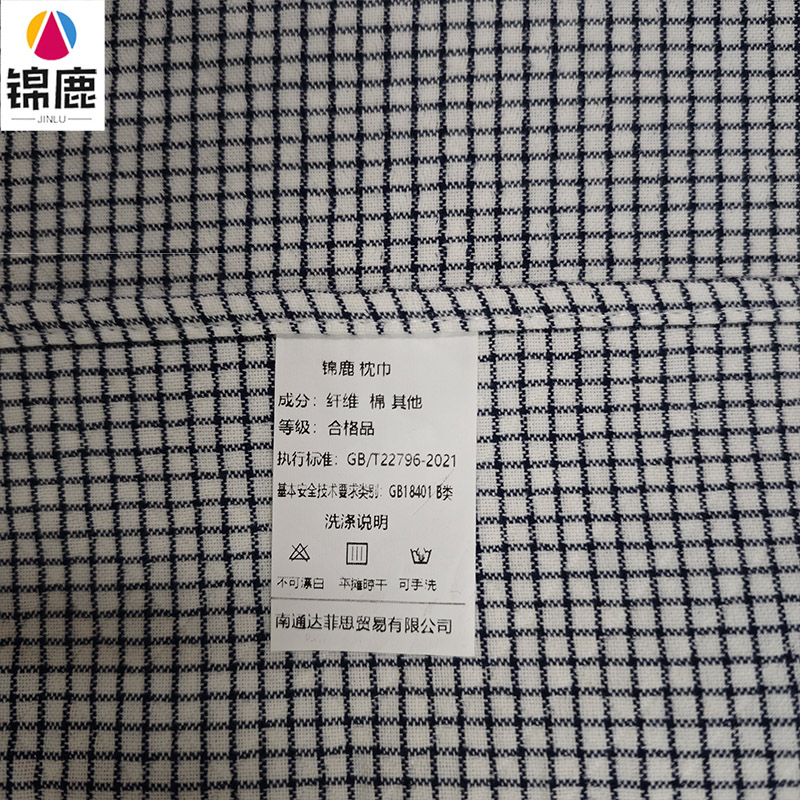 锦鹿
JINLU
锦鹿 枕巾
成分：纤维 棉 其他
等级：合格品
执行标准：GB/T22796-2021
基本安全技术要求类别：GB18401 B类
洗涤说明
不可漂白 平摊晾干 可手洗
南通达菲思贸易有限公司